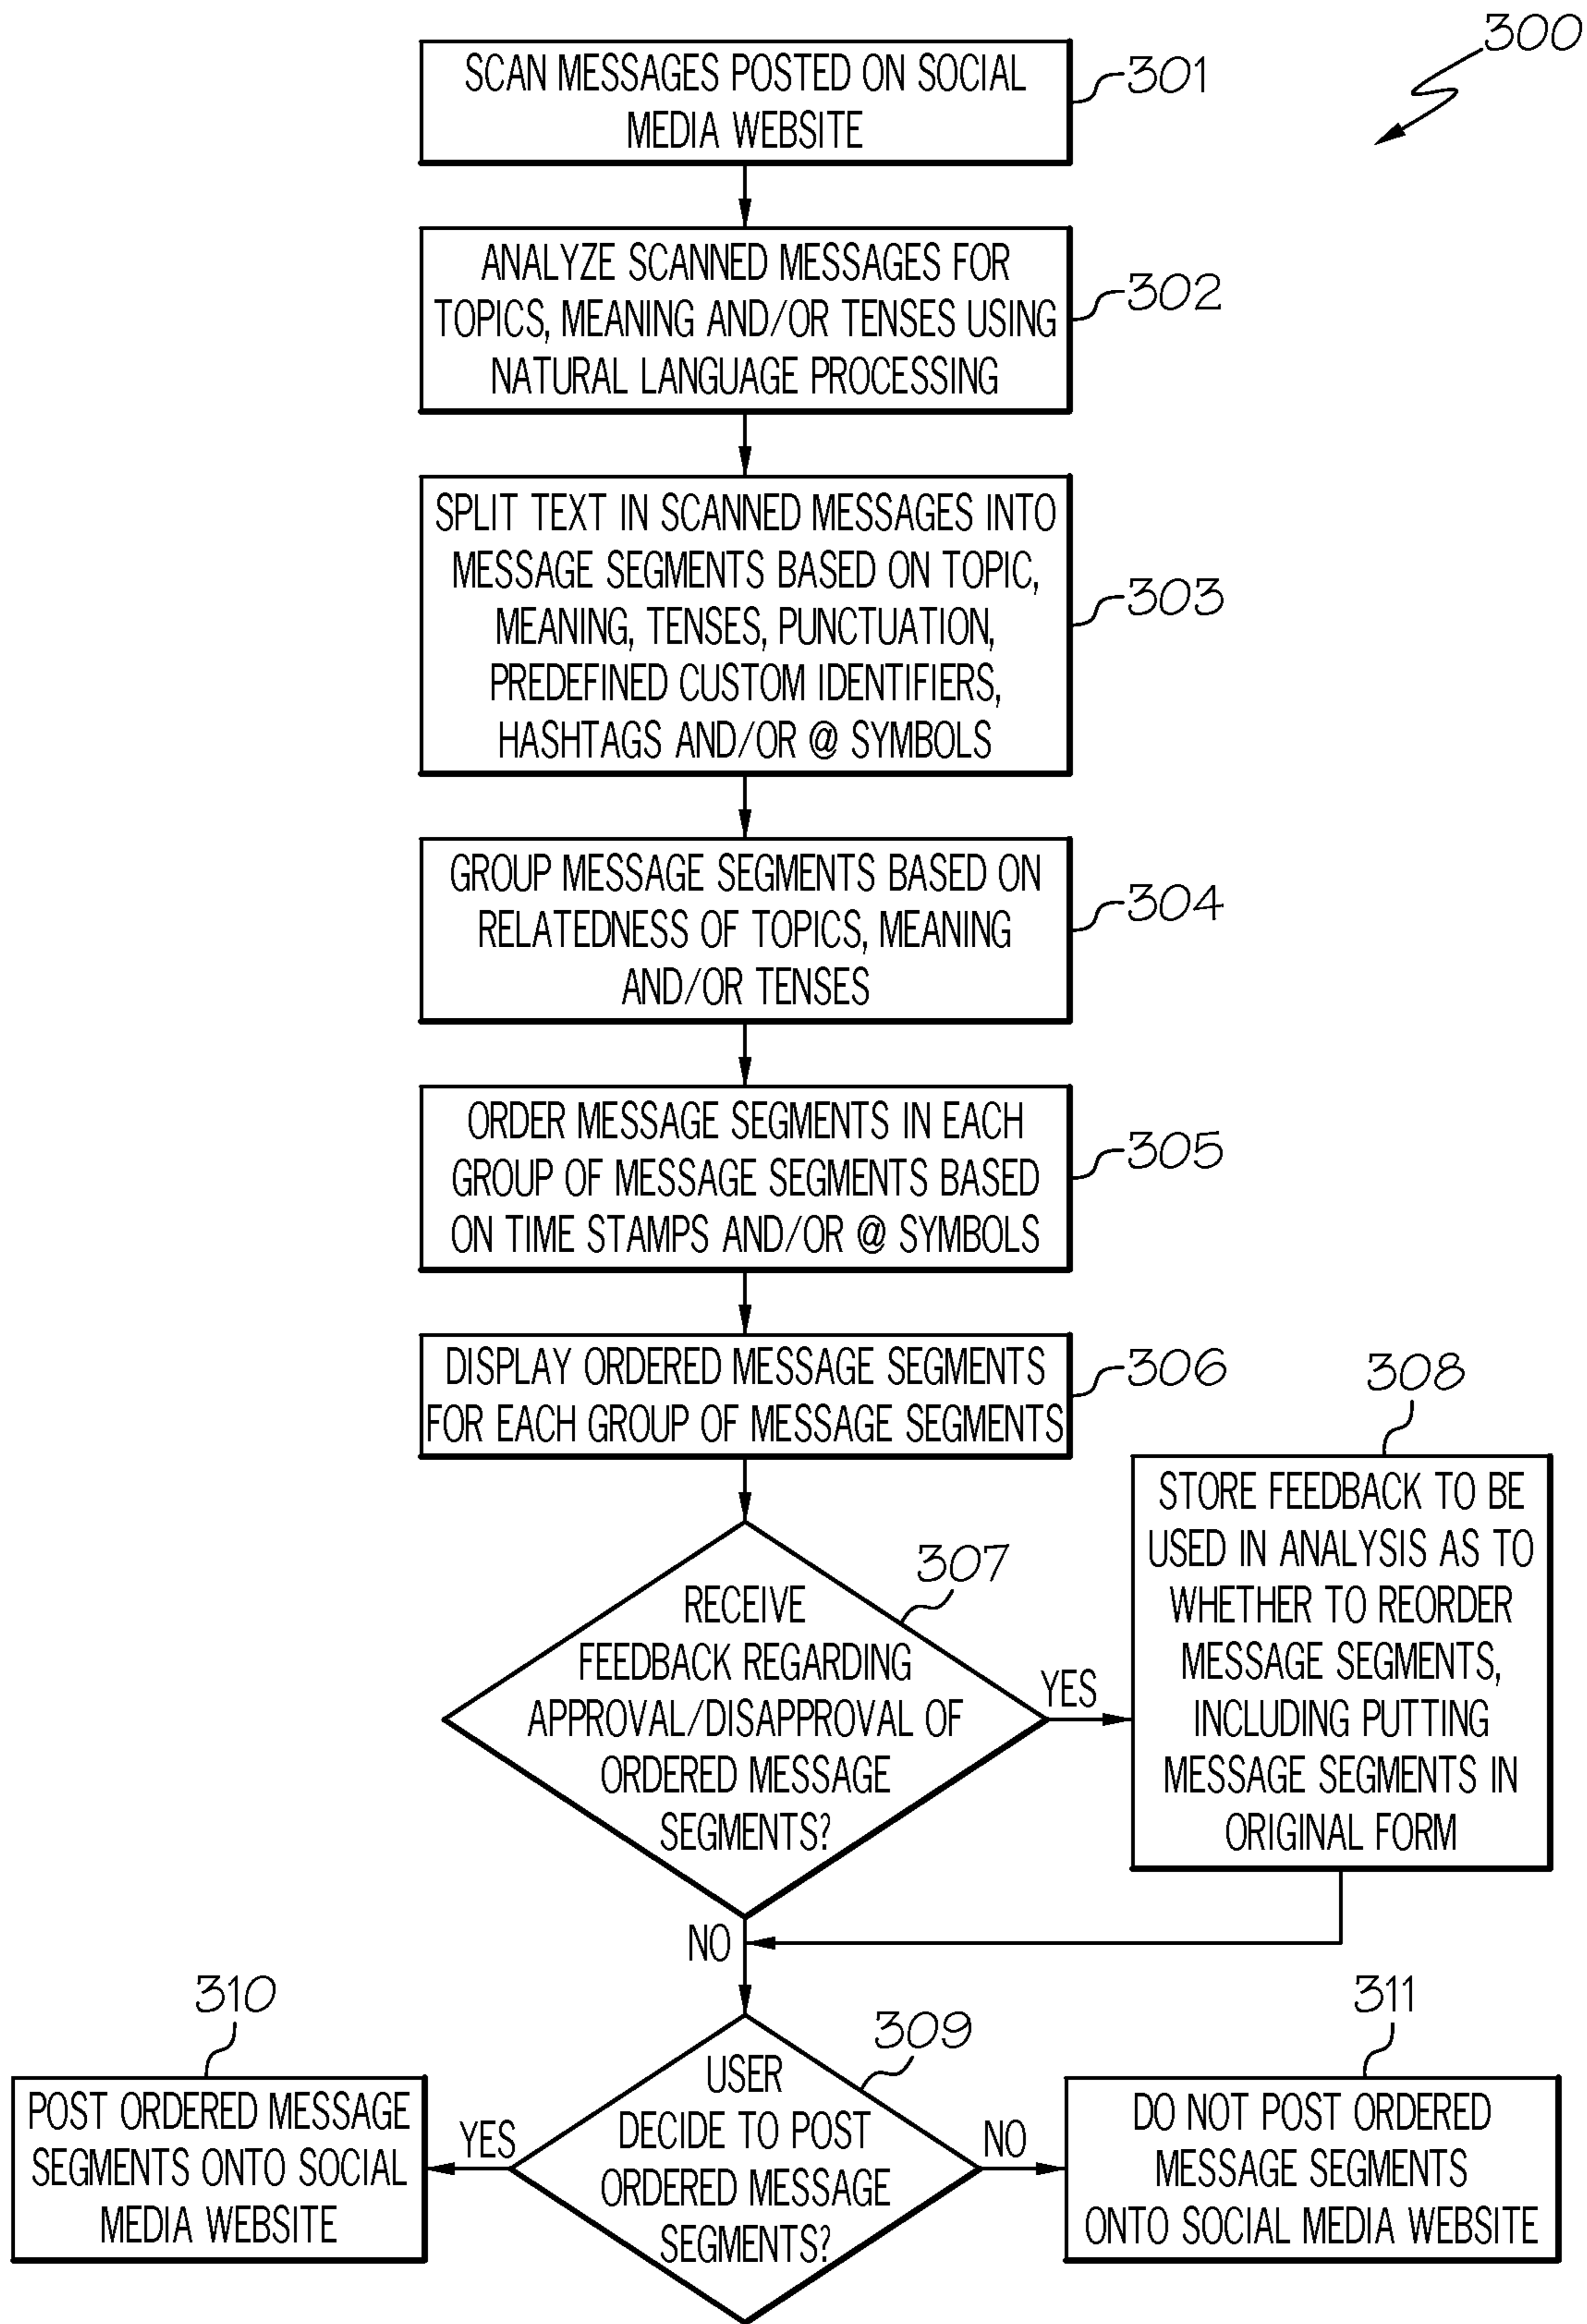 300
SCAN MESSAGES POSTED ON SOCIAL
MEDIA WEBSITE
301
ANALYZE SCANNED MESSAGES FOR
TOPICS, MEANING AND/OR TENSES USING
NATURAL LANGUAGE PROCESSING
302
SPLIT TEXT IN SCANNED MESSAGES INTO
MESSAGE SEGMENTS BASED ON TOPIC,
MEANING, TENSES, PUNCTUATION,
PREDEFINED CUSTOM IDENTIFIERS,
HASHTAGS AND/OR @ SYMBOLS
303
GROUP MESSAGE SEGMENTS BASED ON
RELATEDNESS OF TOPICS, MEANING
AND/OR TENSES
304
ORDER MESSAGE SEGMENTS IN EACH
GROUP OF MESSAGE SEGMENTS BASED
ON TIME STAMPS AND/OR @ SYMBOLS
305
DISPLAY ORDERED MESSAGE SEGMENTS
FOR EACH GROUP OF MESSAGE SEGMENTS
306
RECEIVE
FEEDBACK REGARDING
APPROVAL/DISAPPROVAL OF
ORDERED MESSAGE
SEGMENTS?
307
YES
308
STORE FEEDBACK TO BE
USED IN ANALYSIS AS TO
WHETHER TO REORDER
MESSAGE SEGMENTS,
INCLUDING PUTTING
MESSAGE SEGMENTS IN
ORIGINAL FORM
NO
USER
DECIDE TO POST
ORDERED MESSAGE
SEGMENTS?
309
YES
310
POST ORDERED MESSAGE
SEGMENTS ONTO SOCIAL
MEDIA WEBSITE
NO
311
DO NOT POST ORDERED
MESSAGE SEGMENTS
ONTO SOCIAL MEDIA WEBSITE